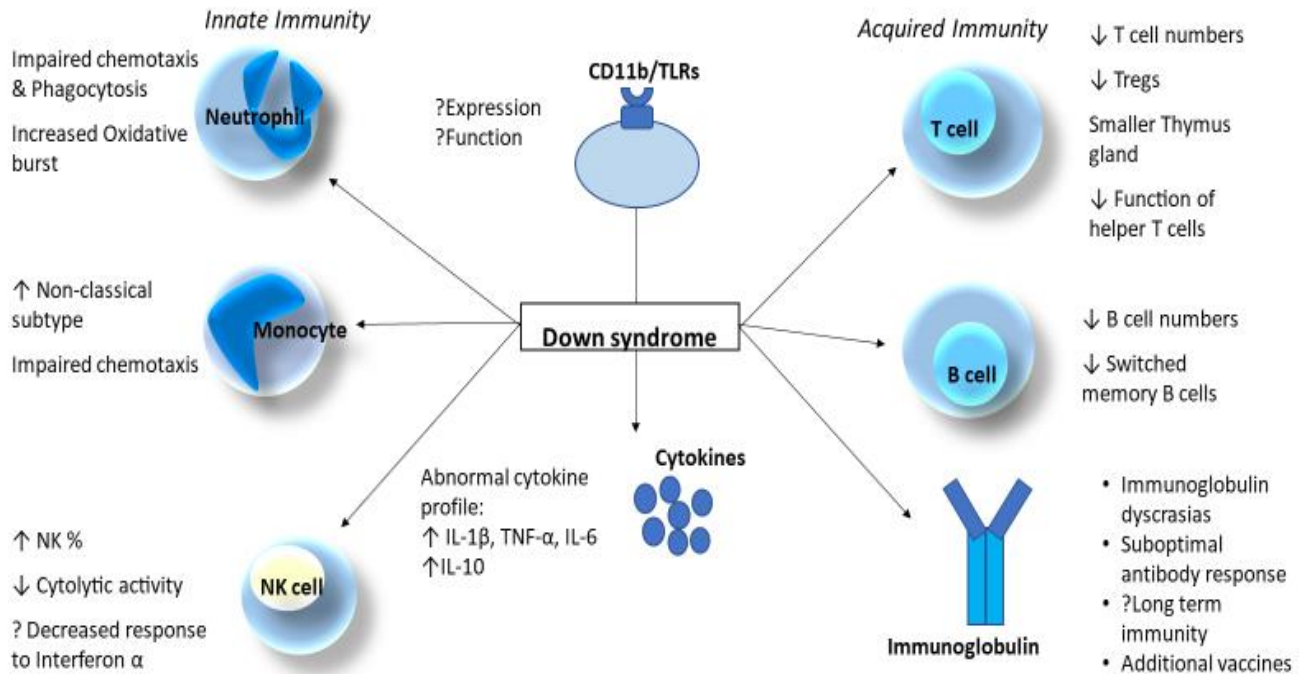 Innate Immunity
Impaired chemotaxis
& Phagocytosis
Increased Oxidative
burst
Neutrophil
↑ Non-classical
subtype
Impaired chemotaxis
Monocyte
↑ NK %
↓ Cytolytic activity
? Decreased response
to Interferon α
NK cell
CD11b/TLRs
?Expression
?Function
Down syndrome
Cytokines
Abnormal cytokine
profile:
↑ IL-1β, TNF-α, IL-6
↑IL-10
Acquired Immunity
T cell
↓ T cell numbers
↓ Tregs
Smaller Thymus
gland
↓ Function of
helper T cells
B cell
↓ B cell numbers
↓ Switched
memory B cells
Immunoglobulin
• Immunoglobulin
dyscrasias
• Suboptimal
antibody response
• ?Long term
immunity
• Additional vaccines